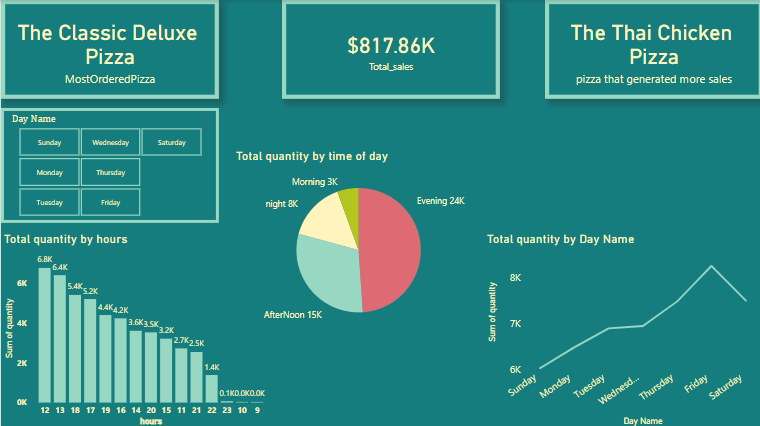 The Classic Deluxe
Pizza
MostOrderedPizza
$817.86K
Total_sales
The Thai Chicken
Pizza
pizza that generated more sales
Day Name
Sunday
Wednesday
Saturday
Monday
Thursday
Tuesday
Friday
Total quantity by time of day
Morning 3K
night 8K
Evening 24K
AfterNoon 15K
Total quantity by hours
Sum of quantity
6K
4K
2K
0K
6.8K
6.4K
5.4K
5.2K
4.4K
4.2K
3.6K
3.5K
3.2K
2.7K
2.5K
1.4K
0.1K
0.0K
0.0K
12 13 18 17 19 16 14 20 15 11 21 22 23 10 9
hours
Total quantity by Day Name
Sum of quantity
8K
7K
6K
Sunday
Monday
Tuesday
Wednesd...
Thursday
Friday
Saturday
Day Name